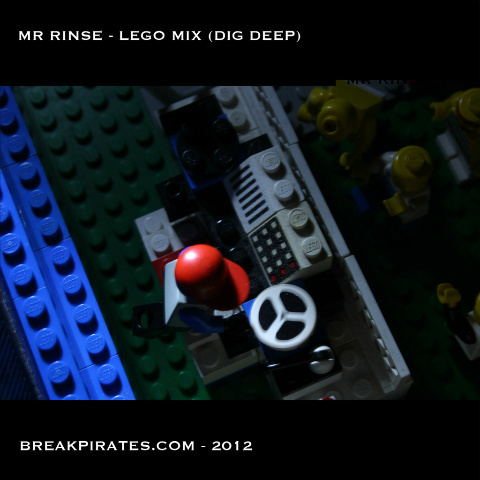 MR RINSE - LEGO MIX (DIG DEEP)
BREAKPIRATES.COM - 2012